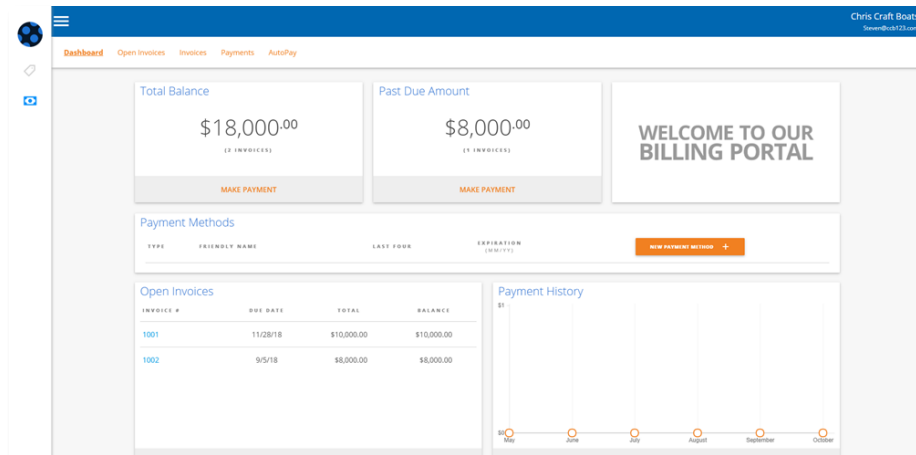 Chris Craft Boats
Steven@ccb123.com
Dashboard Open Invoices Invoices Payments AutoPay
Total Balance
$18,000.00
(2 INVOICES)
MAKE PAYMENT
Past Due Amount
$8,000.00
(1 INVOICES)
MAKE PAYMENT
WELCOME TO OUR
BILLING PORTAL
Payment Methods
TYPE FRIENDLY NAME LAST FOUR EXPIRATION
(MM/YY)
NEW PAYMENT METHOD +
Open Invoices
INVOICE # DUE DATE TOTAL BALANCE
1001 11/28/18 $10,000.00 $10,000.00
1002 9/5/18 $8,000.00 $8,000.00
Payment History
$1
$0
May June July August September October